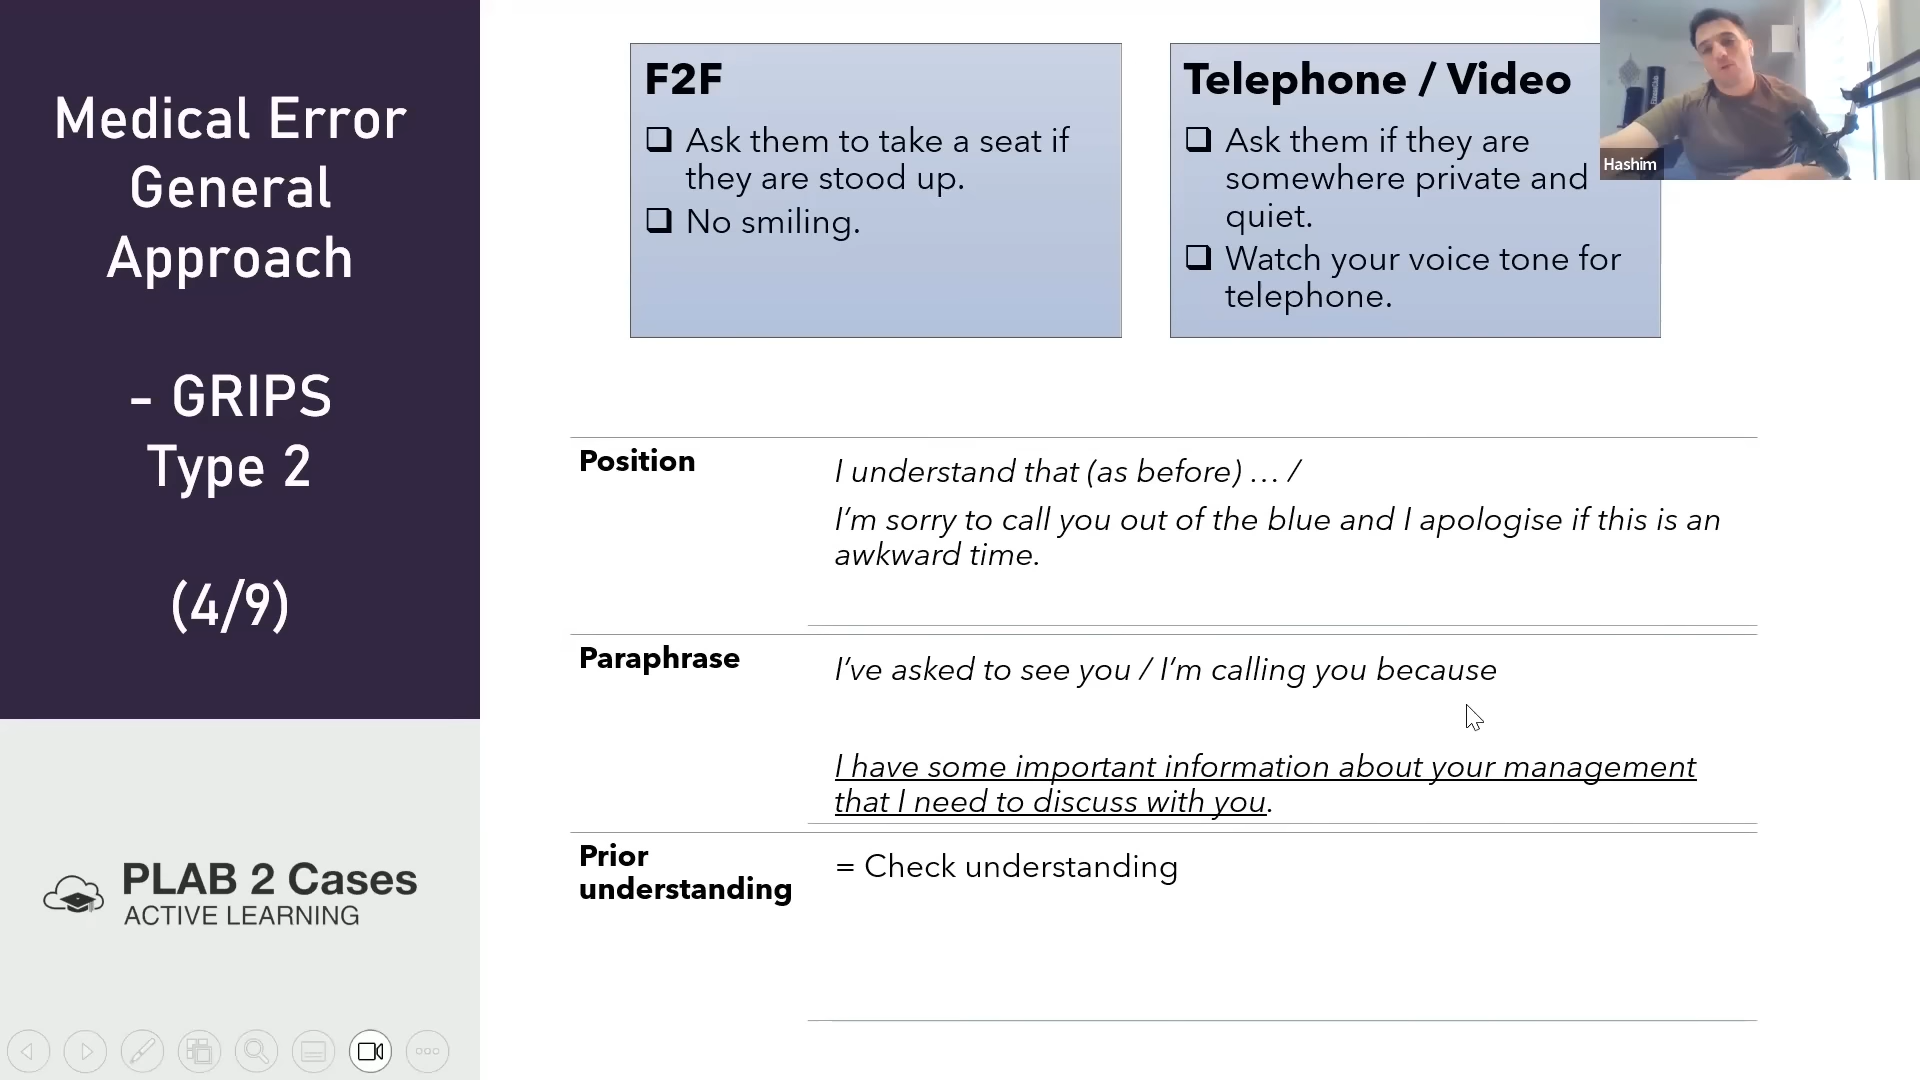 Medical Error
General
Approach
- GRIPS
Type 2
(4/9)
PLAB 2 Cases
ACTIVE LEARNING
F2F
❑ Ask them to take a seat if
they are stood up.
❑ No smiling.
Telephone / Video
❑ Ask them if they are
somewhere private and
quiet.
❑ Watch your voice tone for
telephone.
Hashim
Position
I understand that (as before) … /
I’m sorry to call you out of the blue and I apologise if this is an
awkward time.
Paraphrase
I’ve asked to see you / I’m calling you because
I have some important information about your management
that I need to discuss with you.
Prior
understanding
= Check understanding